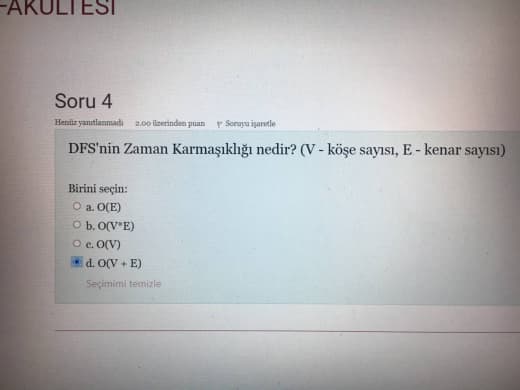 FAKÜLTESİ
Soru 4
Henüz yanıtlanmadı 2.00 üzerinden puan Soruyu işaretle
DFS'nin Zaman Karmaşıklığı nedir? (V - köşe sayısı, E - kenar sayısı)
Birini seçin:
a. O(E)
b. O(V*E)
c. O(V)
d. O(V + E)
Seçimimi temizle